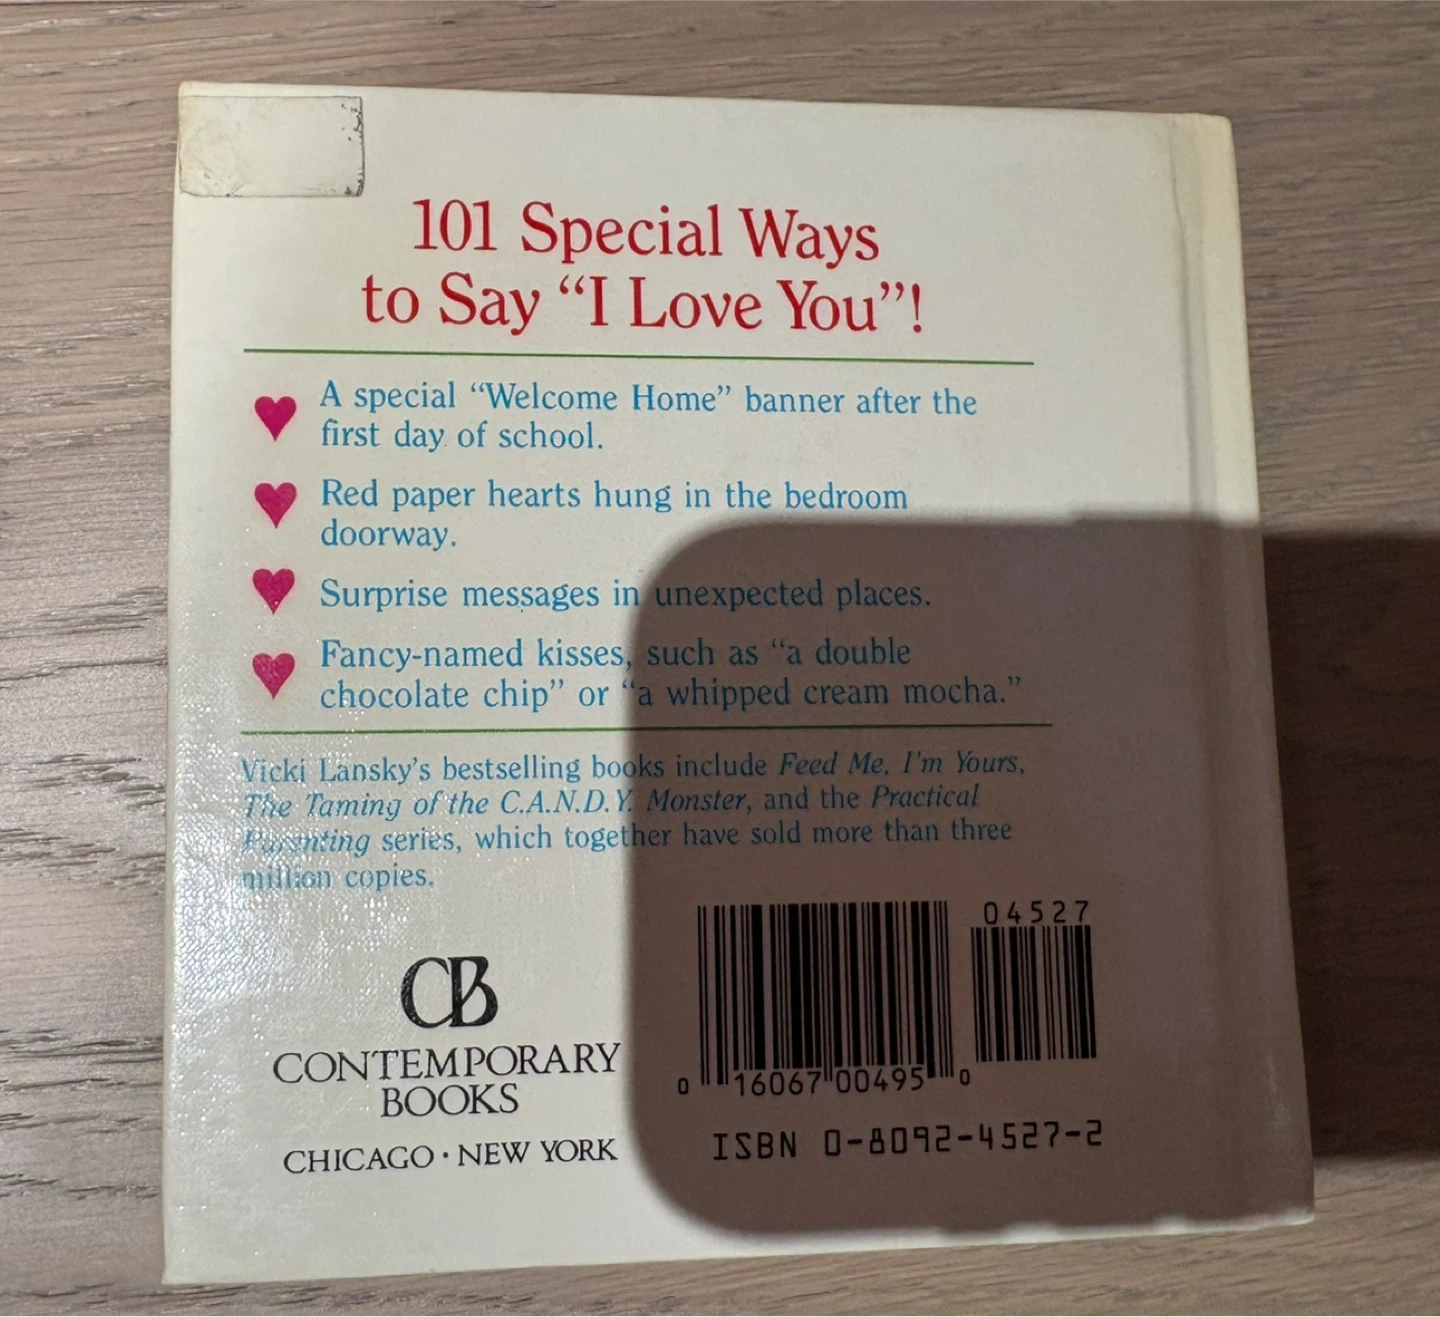 101 Special Ways
to Say “I Love You”!
A special “Welcome Home” banner after the
first day of school.
Red paper hearts hung in the bedroom
doorway.
Surprise messages in unexpected places.
Fancy-named kisses, such as “a double
chocolate chip” or “a whipped cream mocha.”
Vicki Lansky’s bestselling books include Feed Me, I’m Yours,
The Taming of the C.A.N.D.Y. Monster, and the Practical
Parenting series, which together have sold more than three
million copies.
CB
CONTEMPORARY
BOOKS
CHICAGO · NEW YORK
04527
0 16067 00495 0
ISBN 0-8092-4527-2